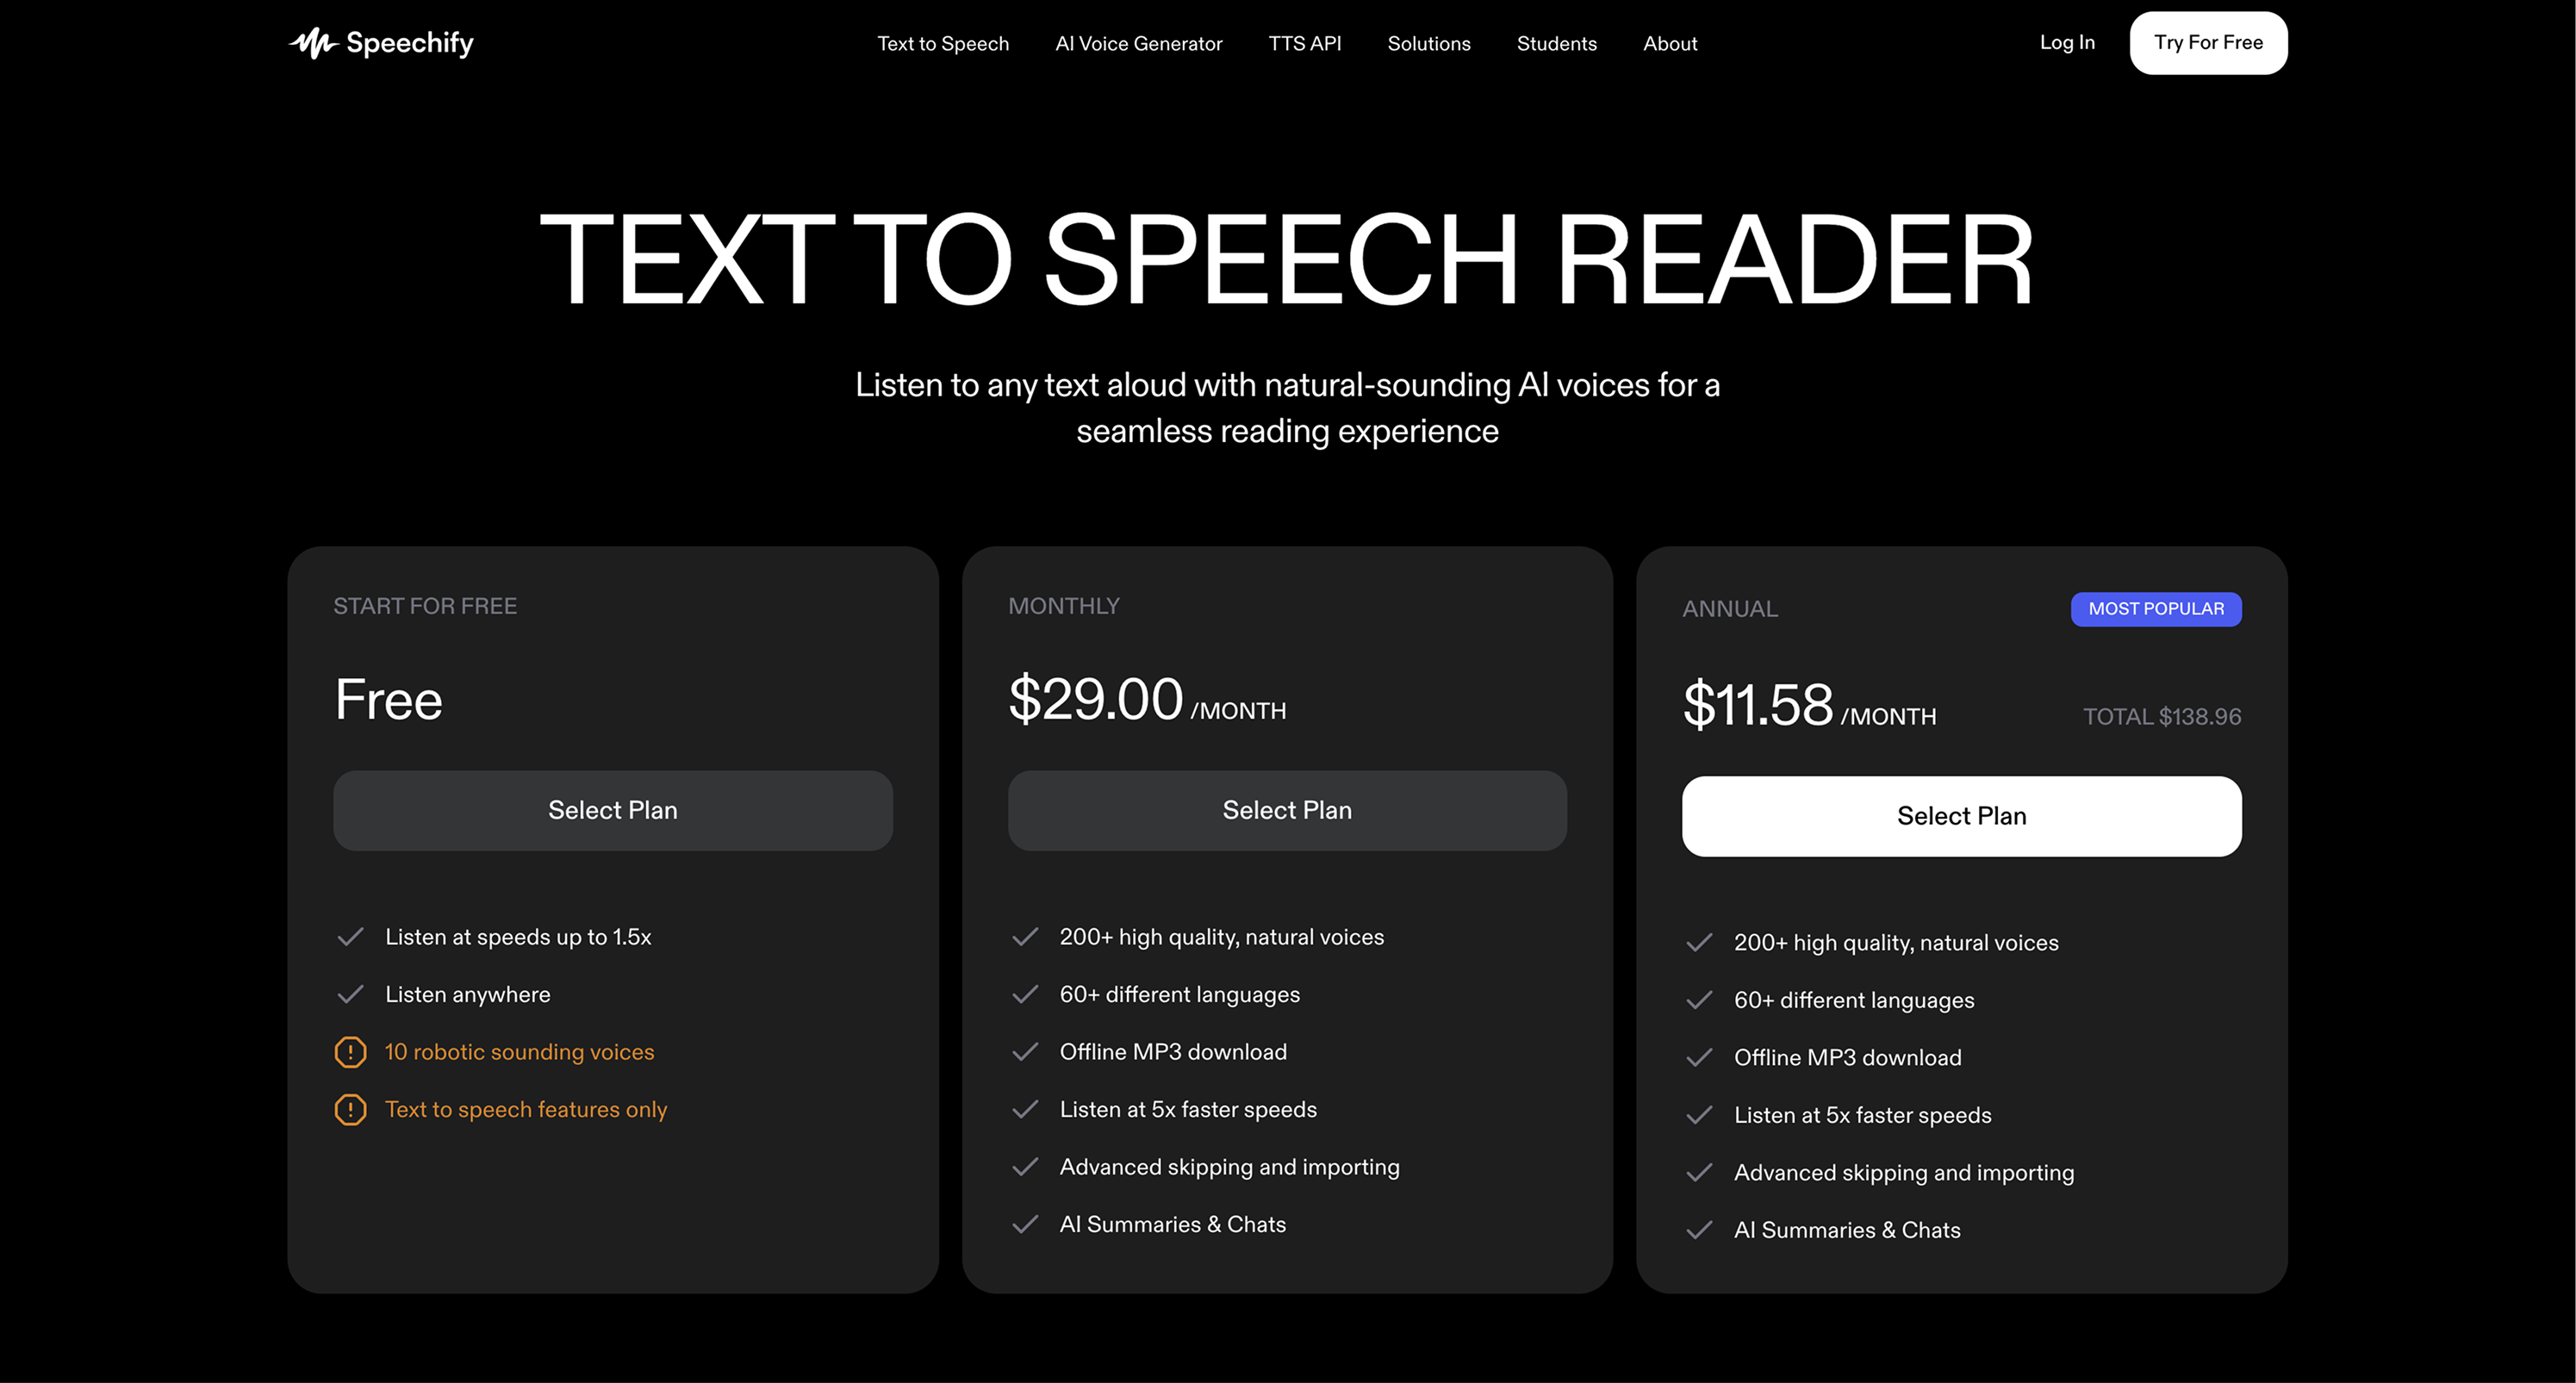 Speechify
Text to Speech
AI Voice Generator
TTS API
Solutions
Students
About
Log In
Try For Free
TEXT TO SPEECH READER
Listen to any text aloud with natural-sounding AI voices for a
seamless reading experience
START FOR FREE
Free
Select Plan
Listen at speeds up to 1.5x
Listen anywhere
10 robotic sounding voices
Text to speech features only
MONTHLY
$29.00 /MONTH
Select Plan
200+ high quality, natural voices
60+ different languages
Offline MP3 download
Listen at 5x faster speeds
Advanced skipping and importing
AI Summaries & Chats
ANNUAL
MOST POPULAR
$11.58 /MONTH
TOTAL $138.96
Select Plan
200+ high quality, natural voices
60+ different languages
Offline MP3 download
Listen at 5x faster speeds
Advanced skipping and importing
AI Summaries & Chats